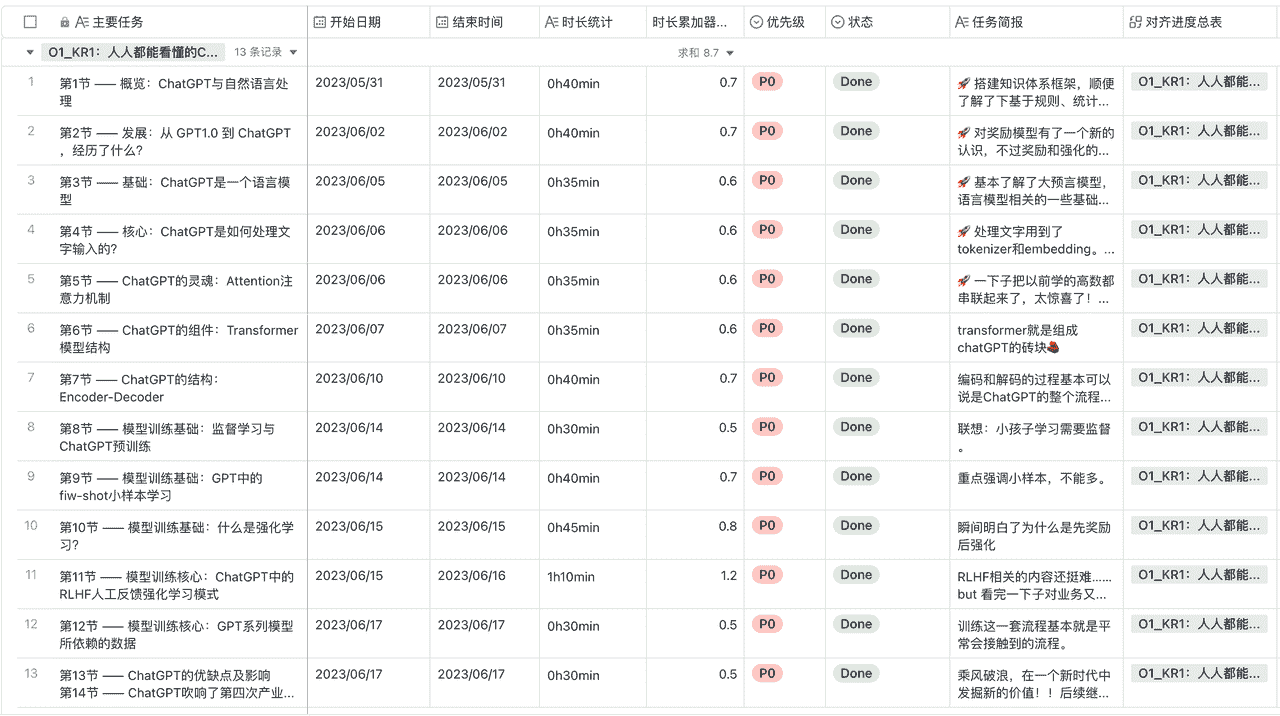 主要任务 开始日期 结束时间 时长统计 时长累加器... 优先级 状态 任务简报 对齐进度总表
O1_KR1：人人都能看懂的C... 13 条记录 求和 8.7
1 第1节 —— 概览：ChatGPT与自然语言处 2023/05/31 2023/05/31 0h40min 0.7 P0 Done 🚀 搭建知识体系框架，顺便 O1_KR1：人人都能...
理 了解了下基于规则、统计...
2 第2节 —— 发展：从 GPT1.0 到 ChatGPT 2023/06/02 2023/06/02 0h40min 0.7 P0 Done 🚀 对奖励模型有了一个新的 O1_KR1：人人都能...
，经历了什么? 认识，不过奖励和强化的...
3 第3节 —— 基础：ChatGPT是一个语言模 2023/06/05 2023/06/05 0h35min 0.6 P0 Done 🚀 基本了解了大预言模型， O1_KR1：人人都能...
型 语言模型相关的一些基础...
4 第4节 —— 核心：ChatGPT是如何处理文 2023/06/06 2023/06/06 0h35min 0.6 P0 Done 🚀 处理文字用到了 O1_KR1：人人都能...
字输入的? tokenizer和embedding。...
5 第5节 —— ChatGPT的灵魂：Attention注 2023/06/06 2023/06/06 0h35min 0.6 P0 Done 🚀 一下子把以前学的高数都 O1_KR1：人人都能...
意力机制 串联起来了，太惊喜了！...
6 第6节 —— ChatGPT的组件：Transformer 2023/06/07 2023/06/07 0h35min 0.6 P0 Done transformer就是组成 O1_KR1：人人都能...
模型结构 chatGPT的砖块
7 第7节 —— ChatGPT的结构： 2023/06/10 2023/06/10 0h40min 0.7 P0 Done 编码和解码的过程基本可以 O1_KR1：人人都能...
Encoder-Decoder 说是ChatGPT的整个流程...
8 第8节 —— 模型训练基础：监督学习与 2023/06/14 2023/06/14 0h30min 0.5 P0 Done 联想：小孩子学习需要监督 O1_KR1：人人都能...
ChatGPT预训练 。
9 第9节 —— 模型训练基础：GPT中的 2023/06/14 2023/06/14 0h40min 0.7 P0 Done 重点强调小样本，不能多。 O1_KR1：人人都能...
fiw-shot小样本学习
10 第10节 —— 模型训练基础：什么是强化学 2023/06/15 2023/06/15 0h45min 0.8 P0 Done 瞬间明白了为什么是先奖励 O1_KR1：人人都能...
习? 后强化
11 第11节 —— 模型训练核心：ChatGPT中的 2023/06/15 2023/06/16 1h10min 1.2 P0 Done RLHF相关的内容还挺难…… O1_KR1：人人都能...
RLHF人工反馈强化学习模式 but 看完一下子对业务又...
12 第12节 —— 模型训练核心：GPT系列模型 2023/06/17 2023/06/17 0h30min 0.5 P0 Done 训练这一套流程基本就是平 O1_KR1：人人都能...
所依赖的数据 常会接触到的流程。
13 第13节 —— ChatGPT的优缺点及影响 2023/06/17 2023/06/17 0h30min 0.5 P0 Done 乘风破浪，在一个新时代中 O1_KR1：人人都能...
第14节 —— ChatGPT吹响了第四次产业... 发掘新的价值！！后续继...